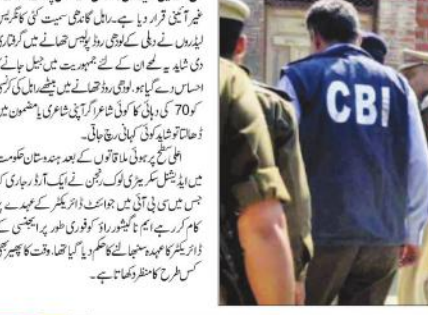 غیر آئینی قرار دیا ہے۔ راہل گاندھی سمیت کئی کانگریس
لیڈروں نے دہلی کے لودھی روڈ پولیس تھانے میں گرفتاری
دی شاید یہ لمحے ان کے لئے جمہوریت میں جیل جانے
احساس دے گیا ہو۔ لودھی روڈ تھانے میں بیٹھے راہل کی
کو 70 کی دہائی کا کوئی شاعر اگر اپنی شاعری یا مضمون میں
ڈھالتا تو شاید کوئی کہانی رچ جاتی۔
اعلیٰ سطح پر ہوئی ملاقاتوں کے بعد ہندوستان حکومت
میں ایڈیشنل سکریٹری لوک رنجن نے ایک آرڈر جاری
جس میں سی بی آئی میں جوائنٹ ڈائریکٹر کے عہدے پر
کام کر رہے ایم ناگیشور راؤ کو فوری طور پر ایجنسی کے
ڈائریکٹر کا عہدہ سنبھالنے کا حکم دیا گیا تھا۔ وقت کا پھیر بھی
کس طرح کا منظر دکھاتا ہے۔
CBI